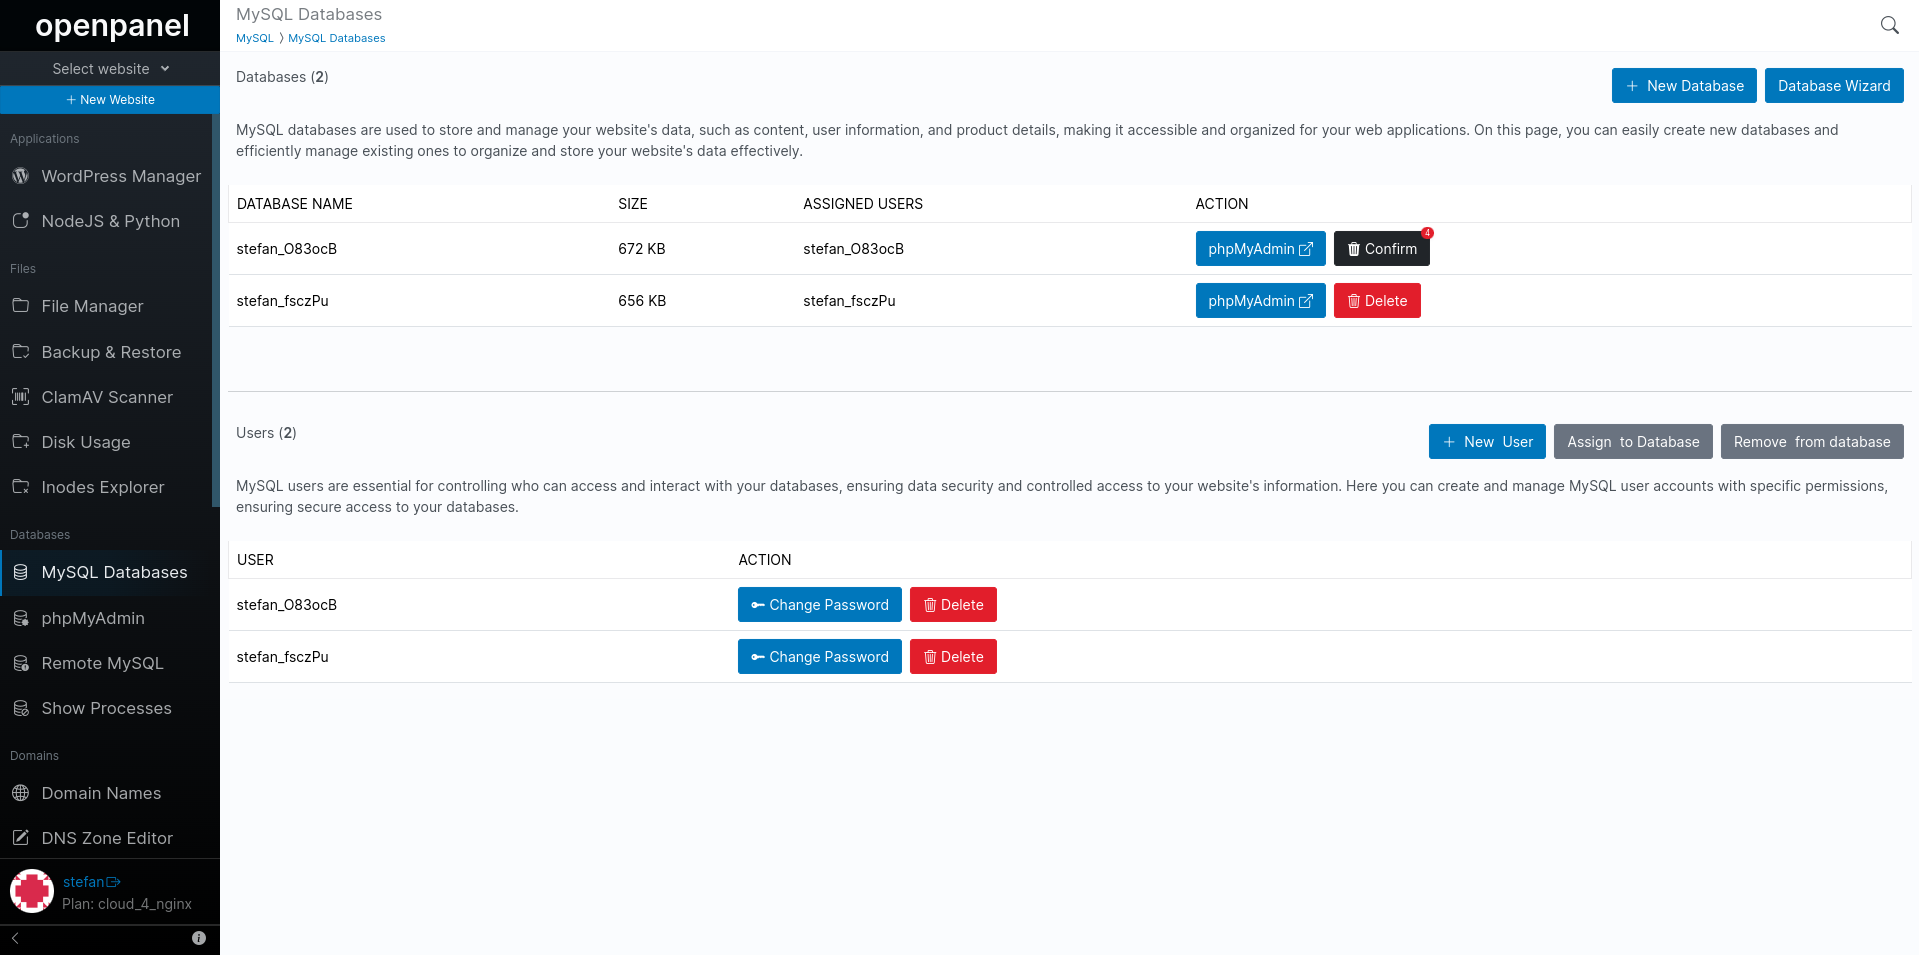 openpanel
Select website
+ New Website
Applications
WordPress Manager
NodeJS & Python
Files
File Manager
Backup & Restore
ClamAV Scanner
Disk Usage
Inodes Explorer
Databases
MySQL Databases
phpMyAdmin
Remote MySQL
Show Processes
Domains
Domain Names
DNS Zone Editor
stefan
Plan: cloud_4_nginx
MySQL Databases
MySQL 〉 MySQL Databases
Databases (2)
+ New Database Database Wizard
MySQL databases are used to store and manage your website's data, such as content, user information, and product details, making it accessible and organized for your web applications. On this page, you can easily create new databases and
efficiently manage existing ones to organize and store your website's data effectively.
DATABASE NAME SIZE ASSIGNED USERS ACTION
stefan_O83ocB 672 KB stefan_O83ocB phpMyAdmin Confirm 4
stefan_fsczPu 656 KB stefan_fsczPu phpMyAdmin Delete
Users (2)
+ New User Assign to Database Remove from database
MySQL users are essential for controlling who can access and interact with your databases, ensuring data security and controlled access to your website's information. Here you can create and manage MySQL user accounts with specific permissions,
ensuring secure access to your databases.
USER ACTION
stefan_O83ocB Change Password Delete
stefan_fsczPu Change Password Delete